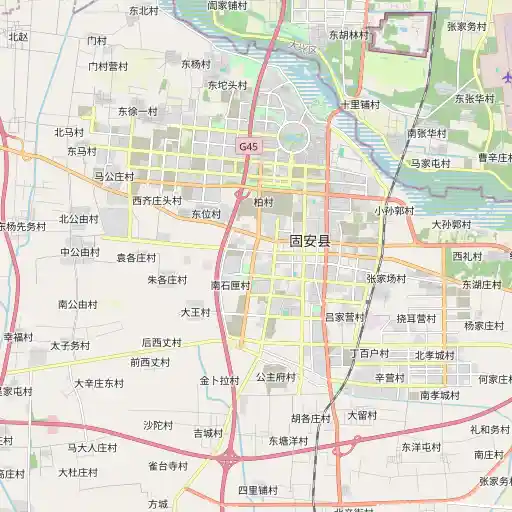 闾家铺村
东北村
张家务村
北赵
门村
东胡林村
大兴区
东杨村
门村营村
东坨头村
东张华村
十里铺村
东徐一村
北马村
南张华村
G45
东马村
曹辛庄村
马家屯村
马公庄村
西齐庄头村
柏村
小孙郭村
东位村
北公由村
大孙郭村
东杨先务村
固安县
中公由村
袁各庄村
西礼村
朱各庄村
张家场村
南石匣村
东湖庄村
南公由村
大王村
吕家营村
挠耳营村
杨家庄村
幸福村
后西丈村
太子务村
丁百户村
北孝城村
前西丈村
大辛庄东村
金卜拉村
公主府村
辛营村
何家庄村
南孝城村
胡各庄村
大留村
沙陀村
吉城村
礼和务村
东塘洋村
马大人庄村
东洋屯村
南庄村
雀台寺村
大杜庄村
四里铺村
张家务村
方城